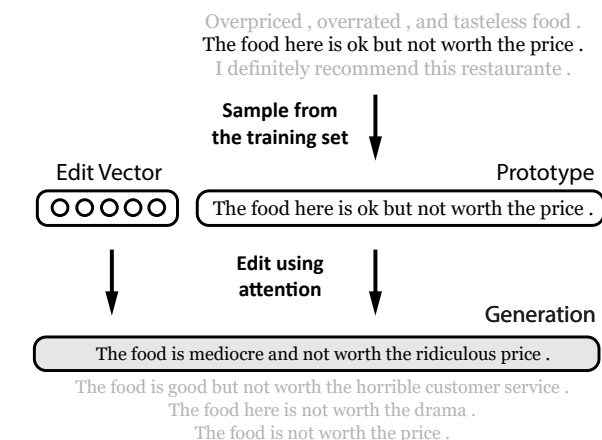 Overpriced , overrated , and tasteless food .
The food here is ok but not worth the price .
I definitely recommend this restaurante .
Sample from
the training set
Edit Vector
Prototype
The food here is ok but not worth the price .
Edit using
attention
Generation
The food is mediocre and not worth the ridiculous price .
The food is good but not worth the horrible customer service .
The food here is not worth the drama .
The food is not worth the price .